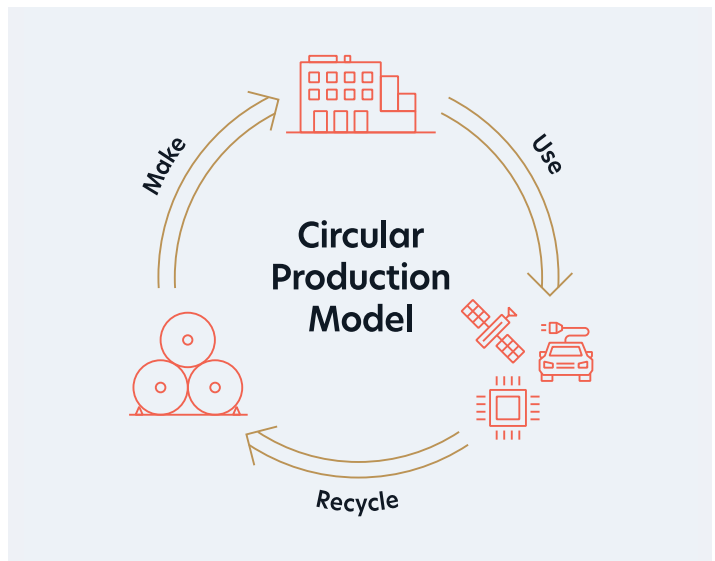 Make
Use
Circular
Production
Model
Recycle